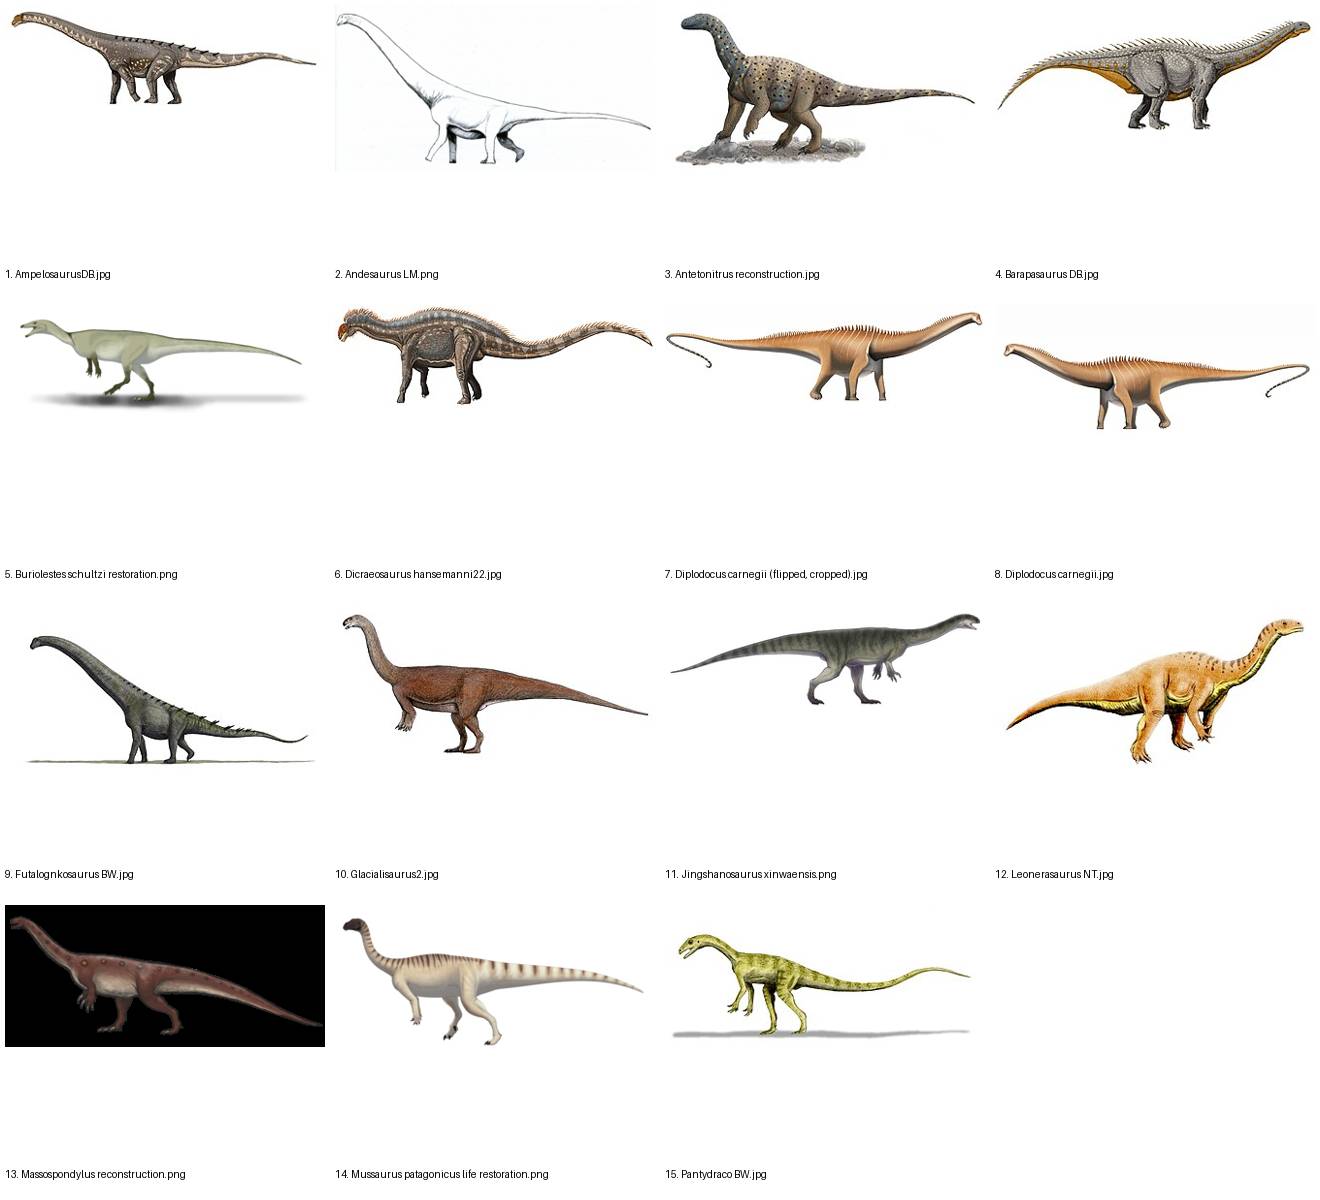 1. AmpelosaurusDB.jpg
2. Andesaurus LM.png
3. Antetonitrus reconstruction.jpg
4. Barapasaurus DB.jpg
5. Buriolestes schultzi restoration.png
6. Dicraeosaurus hansemanni22.jpg
7. Diplodocus carnegii (flipped, cropped).jpg
8. Diplodocus carnegii.jpg
9. Futalognkosaurus BW.jpg
10. Glacialisaurus2.jpg
11. Jingshanosaurus xinwaensis.png
12. Leonerasaurus NT.jpg
13. Massospondylus reconstruction.png
14. Mussaurus patagonicus life restoration.png
15. Pantydraco BW.jpg